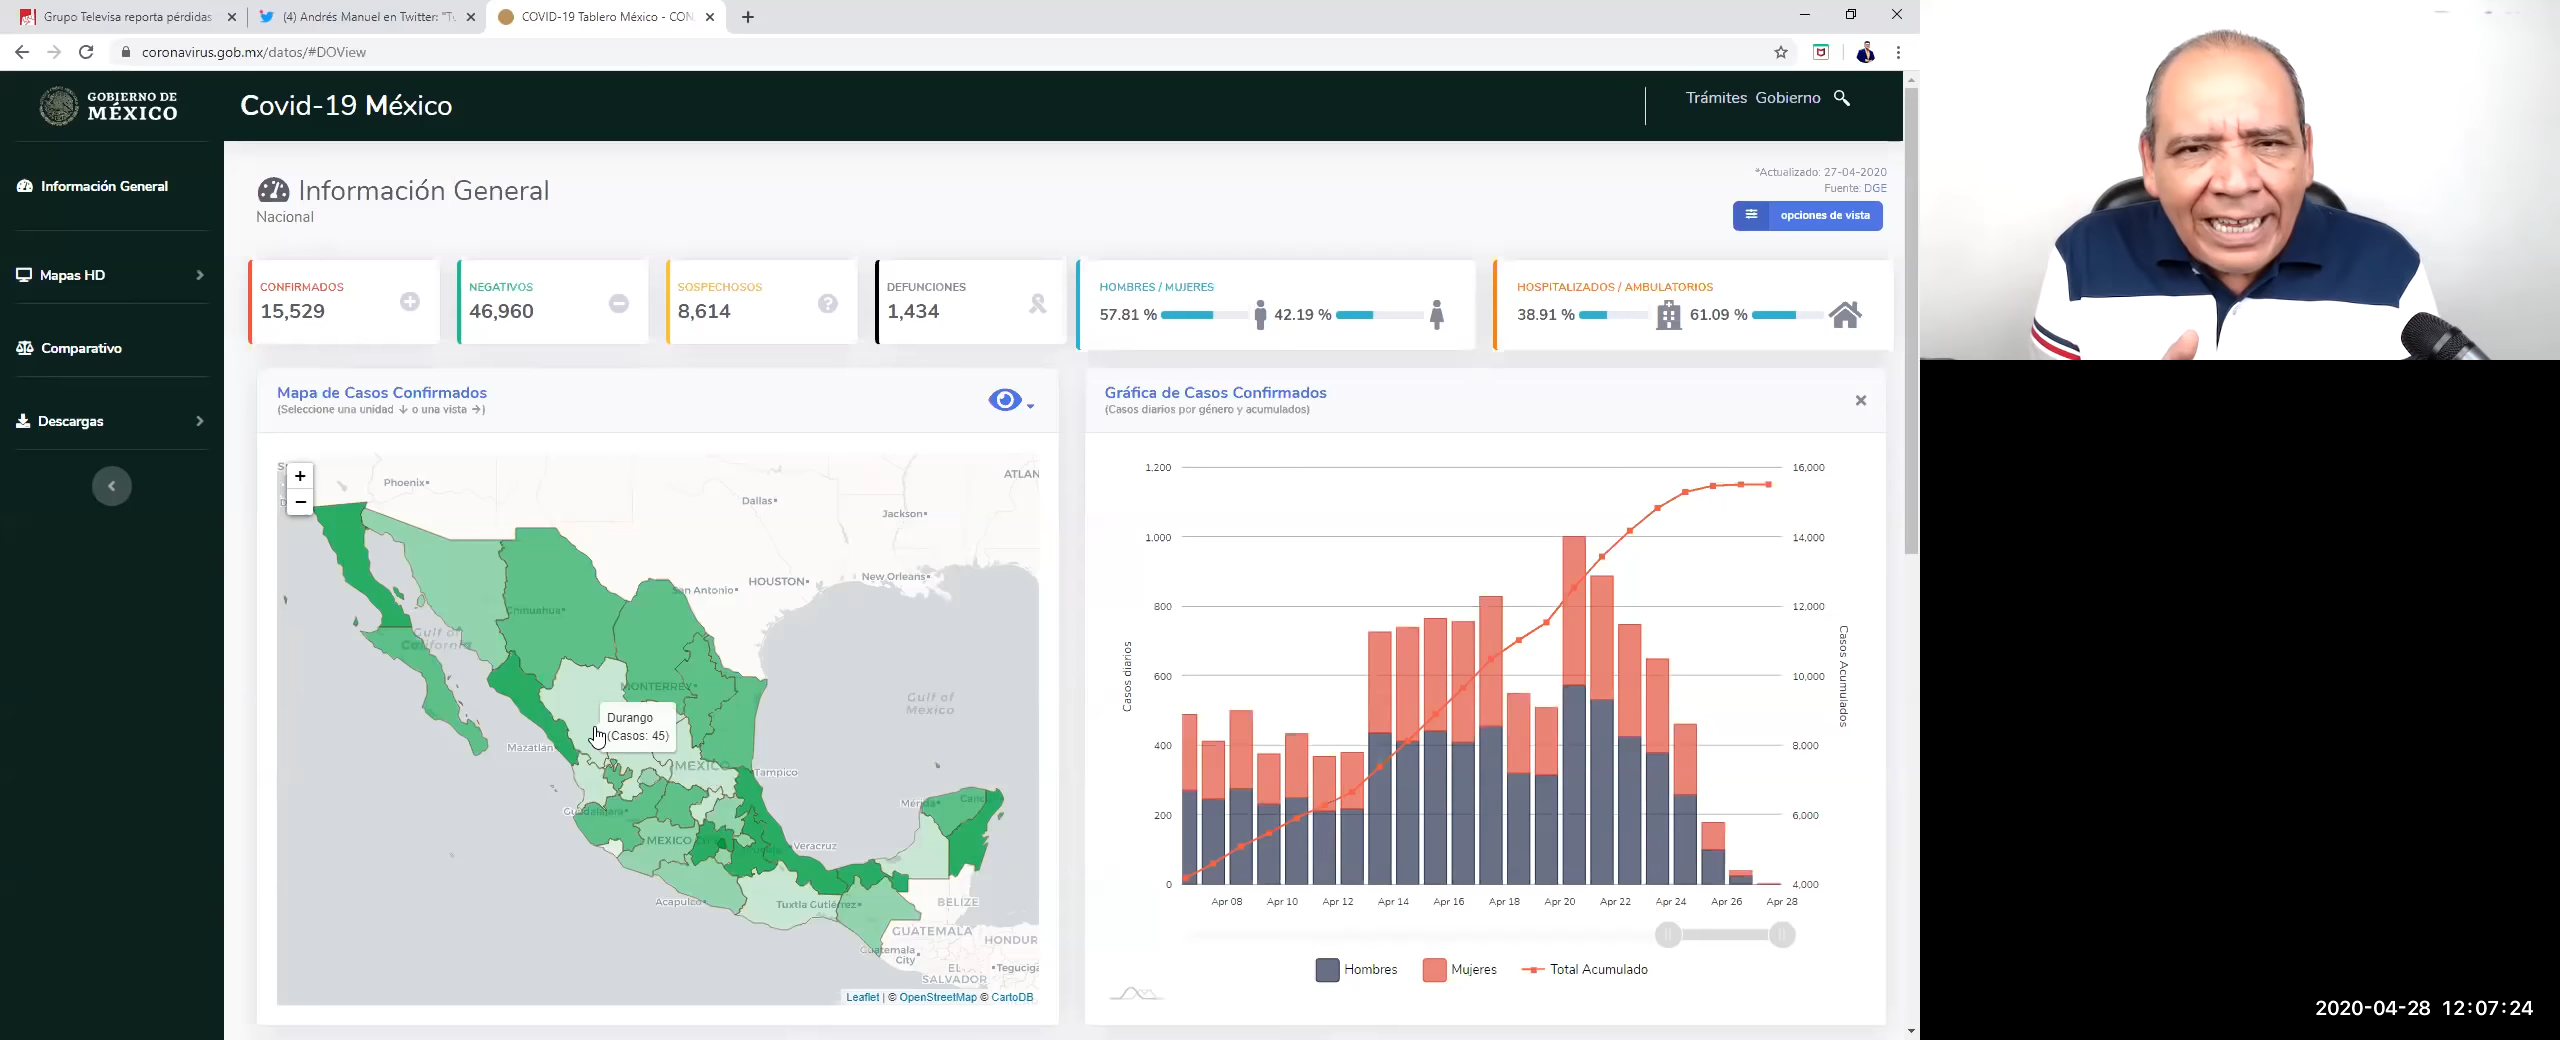 Grupo Televisa reporta pérdidas
(4) Andrés Manuel en Twitter: "Tu
COVID-19 Tablero México - CON
coronavirus.gob.mx/datos/#DOView
GOBIERNO DE
MÉXICO
Covid-19 México
Trámites Gobierno
Información General
Mapas HD
Comparativo
Descargas
Información General
Nacional
*Actualizado: 27-04-2020
Fuente: DGE
opciones de vista
CONFIRMADOS
15,529
NEGATIVOS
46,960
SOSPECHOSOS
8,614
DEFUNCIONES
1,434
HOMBRES / MUJERES
57.81 %
42.19 %
HOSPITALIZADOS / AMBULATORIOS
38.91 %
61.09 %
Mapa de Casos Confirmados
(Seleccione una unidad ↓ o una vista →)
+
−
Phoenix
Dallas
ATLAN
Jackson
HOUSTON
New Orleans
San Antonio
Chihuahua
Gulf of
California
MONTERREY
Gulf of
Mexico
Durango
(Casos: 45)
Mazatlán
MEXICO
Tampico
Guadalajara
Mérida
Canc
MEXICO
Veracruz
Acapulco
Tuxtla Gutiérrez
BELIZE
GUATEMALA
HONDUR
Guatemala
City
EL
SALVADOR
Teguciga
Leaflet | © OpenStreetMap © CartoDB
Gráfica de Casos Confirmados
(Casos diarios por género y acumulados)
1,200
1,000
800
600
400
200
0
16,000
14,000
12,000
10,000
8,000
6,000
4,000
Casos diarios
Casos Acumulados
Apr 08
Apr 10
Apr 12
Apr 14
Apr 16
Apr 18
Apr 20
Apr 22
Apr 24
Apr 26
Apr 28
Hombres
Mujeres
Total Acumulado
2020-04-28 12:07:24